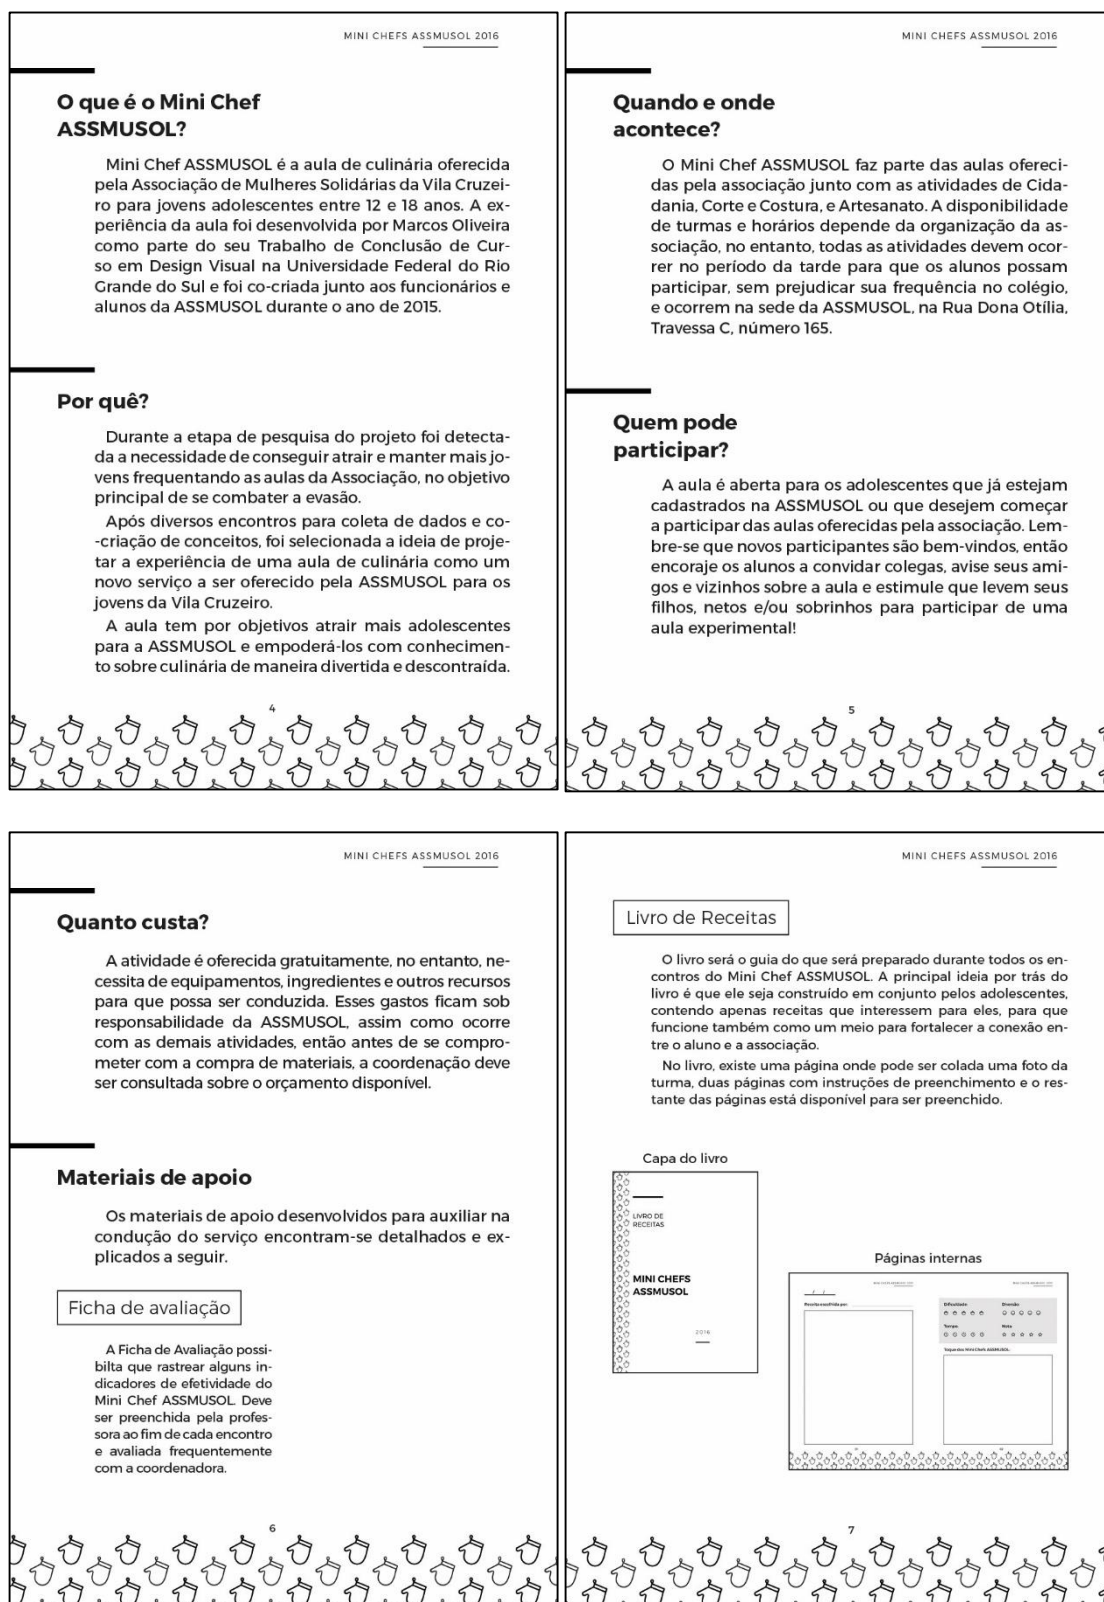 MINI CHEFS ASSMUSOL 2016
O que é o Mini Chef
ASSMUSOL?
Mini Chef ASSMUSOL é a aula de culinária oferecida
pela Associação de Mulheres Solidárias da Vila Cruzei-
ro para jovens adolescentes entre 12 e 18 anos. A ex-
periência da aula foi desenvolvida por Marcos Oliveira
como parte do seu Trabalho de Conclusão de Cur-
so em Design Visual na Universidade Federal do Rio
Grande do Sul e foi co-criada junto aos funcionários e
alunos da ASSMUSOL durante o ano de 2015.
Por quê?
Durante a etapa de pesquisa do projeto foi detecta-
da a necessidade de conseguir atrair e manter mais jo-
vens frequentando as aulas da Associação, no objetivo
principal de se combater a evasão.
Após diversos encontros para coleta de dados e co-
-criação de conceitos, foi selecionada a ideia de proje-
tar a experiência de uma aula de culinária como um
novo serviço a ser oferecido pela ASSMUSOL para os
jovens da Vila Cruzeiro.
A aula tem por objetivos atrair mais adolescentes
para a ASSMUSOL e empoderá-los com conhecimen-
to sobre culinária de maneira divertida e descontraída.
4
MINI CHEFS ASSMUSOL 2016
Quando e onde
acontece?
O Mini Chef ASSMUSOL faz parte das aulas ofereci-
das pela associação junto com as atividades de Cida-
dania, Corte e Costura, e Artesanato. A disponibilidade
de turmas e horários depende da organização da as-
sociação, no entanto, todas as atividades devem ocor-
rer no período da tarde para que os alunos possam
participar, sem prejudicar sua frequência no colégio,
e ocorrem na sede da ASSMUSOL, na Rua Dona Otília,
Travessa C, número 165.
Quem pode
participar?
A aula é aberta para os adolescentes que já estejam
cadastrados na ASSMUSOL ou que desejem começar
a participar das aulas oferecidas pela associação. Lem-
bre-se que novos participantes são bem-vindos, então
encoraje os alunos a convidar colegas, avise seus ami-
gos e vizinhos sobre a aula e estimule que levem seus
filhos, netos e/ou sobrinhos para participar de uma
aula experimental!
5
MINI CHEFS ASSMUSOL 2016
Quanto custa?
A atividade é oferecida gratuitamente, no entanto, ne-
cessita de equipamentos, ingredientes e outros recursos
para que possa ser conduzida. Esses gastos ficam sob
responsabilidade da ASSMUSOL, assim como ocorre
com as demais atividades, então antes de se compro-
meter com a compra de materiais, a coordenação deve
ser consultada sobre o orçamento disponível.
Materiais de apoio
Os materiais de apoio desenvolvidos para auxiliar na
condução do serviço encontram-se detalhados e ex-
plicados a seguir.
Ficha de avaliação
A Ficha de Avaliação possi-
bilta que rastrear alguns in-
dicadores de efetividade do
Mini Chef ASSMUSOL. Deve
ser preenchida pela profes-
sora ao fim de cada encontro
e avaliada frequentemente
com a coordenadora.
6
MINI CHEFS ASSMUSOL 2016
Livro de Receitas
O livro será o guia do que será preparado durante todos os en-
contros do Mini Chef ASSMUSOL. A principal ideia por trás do
livro é que ele seja construído em conjunto pelos adolescentes,
contendo apenas receitas que interessem para eles, para que
funcione também como um meio para fortalecer a conexão en-
tre o aluno e a associação.
No livro, existe uma página onde pode ser colada uma foto da
turma, duas páginas com instruções de preenchimento e o res-
tante das páginas está disponível para ser preenchido.
Capa do livro
LIVRO DE
RECEITAS
MINI CHEFS
ASSMUSOL
2016
Páginas internas
Receita escolhida por:
Dificuldade Diversão
Tempo Nota
Toque dos Mini Chefs ASSMUSOL:
7